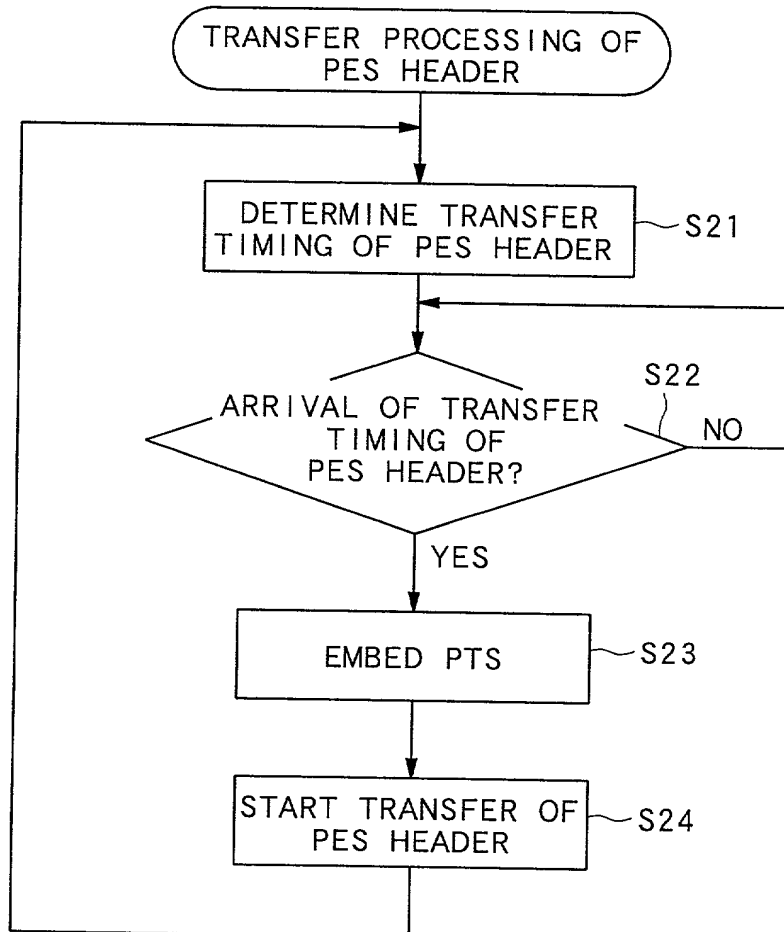 TRANSFER PROCESSING OF
PES HEADER
DETERMINE TRANSFER
TIMING OF PES HEADER
S21
S22
ARRIVAL OF TRANSFER
TIMING OF
PES HEADER?
NO
YES
EMBED PTS
S23
START TRANSFER OF
PES HEADER
S24